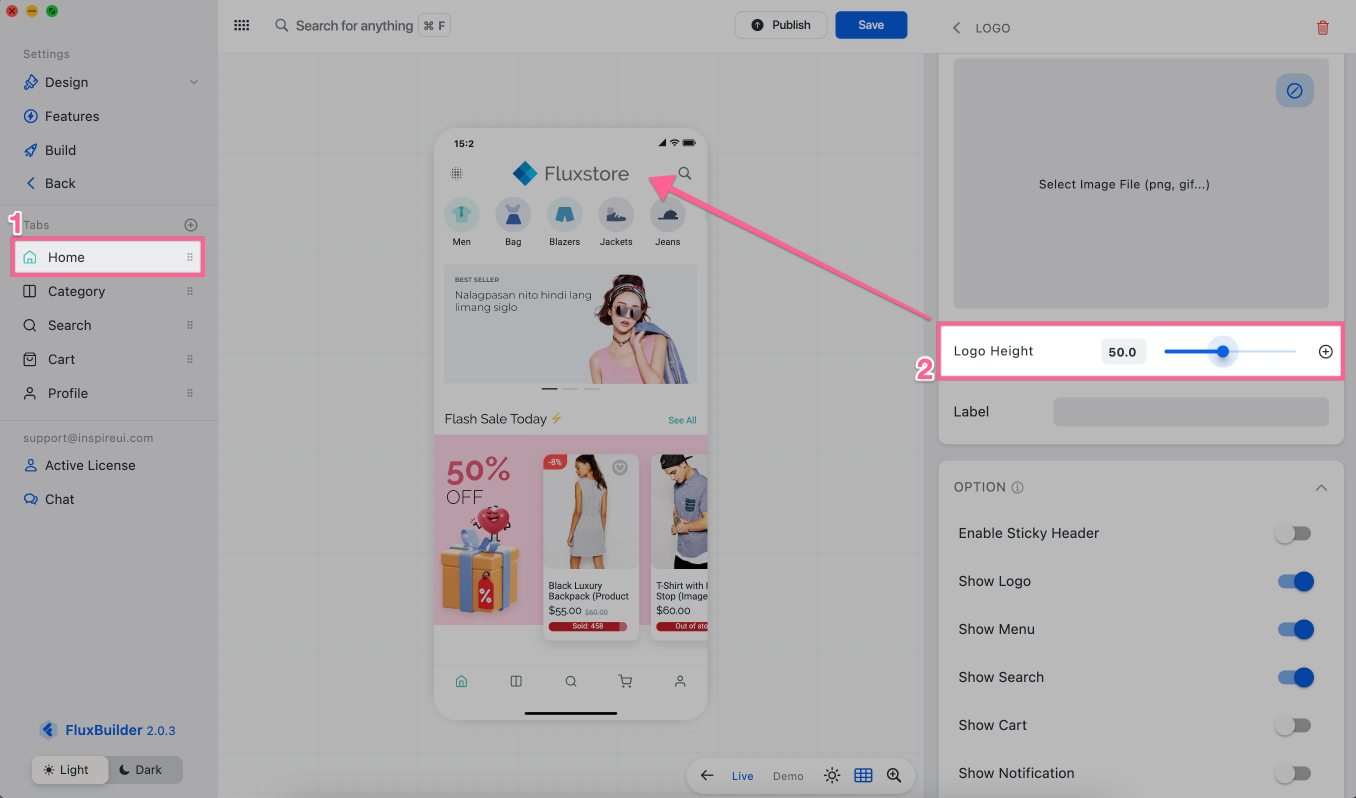 Settings
Design
Features
Build
Back
1
Tabs
Home
Category
Search
Cart
Profile
support@inspireui.com
Active License
Chat
FluxBuilder 2.0.3
Light
Dark
Search for anything
⌘ F
Publish
Save
15:2
Fluxstore
Men
Bag
Blazers
Jackets
Jeans
BEST SELLER
Nalagpasan nito hindi lang
limang siglo
Flash Sale Today ⚡
See All
50%
OFF
%
-8%
Black Luxury
Backpack (Product
$55.00 $60.00
Sold: 458
T-Shirt with
Stop (Image
$60.00
Out of sto
Live
Demo
LOGO
Select Image File (png, gif...)
2
Logo Height
50.0
Label
OPTION
Enable Sticky Header
Show Logo
Show Menu
Show Search
Show Cart
Show Notification